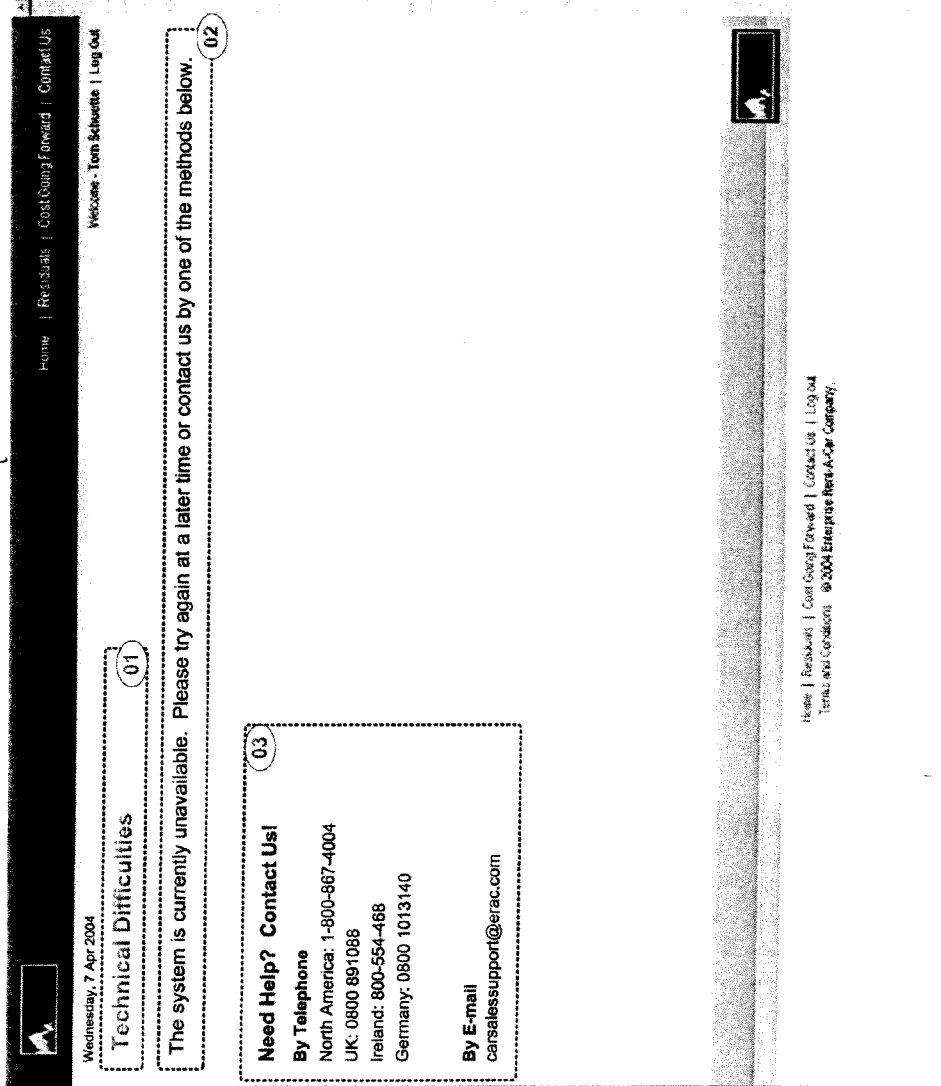 Home | Residuals | Cost Going Forward | Contact Us
Welcome - Tom Schuette | Log Out
Wednesday, 7 Apr 2004
Technical Difficulties
01
The system is currently unavailable. Please try again at a later time or contact us by one of the methods below.
02
03
Need Help? Contact Us!
By Telephone
North America: 1-800-867-4004
UK: 0800 891088
Ireland: 800-554-468
Germany: 0800 1013140
By E-mail
carsalessupport@erac.com
Home | Residuals | Cost Going Forward | Contact Us | Log out
Terms and Conditions © 2004 Enterprise Rent-A-Car Company.